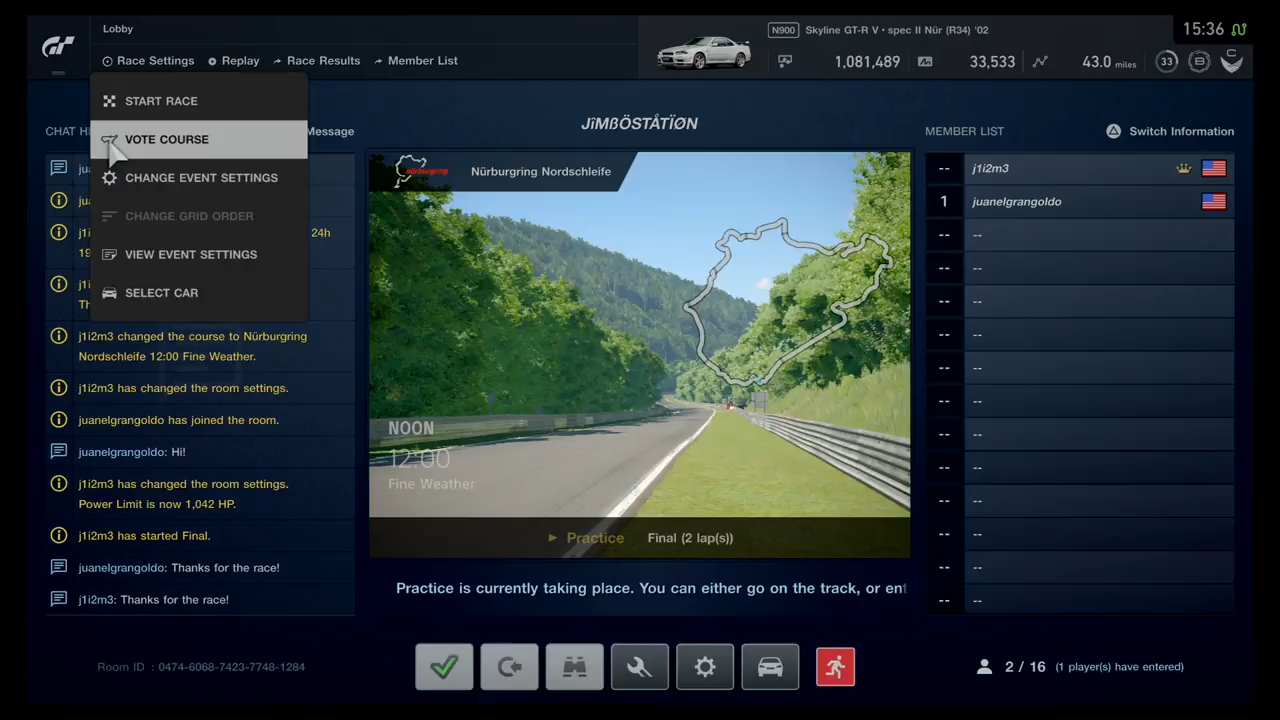 Lobby
N900 Skyline GT-R V • spec II Nür (R34) '02
15:36
Race Settings Replay Race Results Member List
1,081,489 33,533 43.0 miles 33 B C
START RACE
VOTE COURSE
CHANGE EVENT SETTINGS
CHANGE GRID ORDER
VIEW EVENT SETTINGS
SELECT CAR
CHAT H
Message
24h
19
Th
j1i2m3 changed the course to Nürburgring
Nordschleife 12:00 Fine Weather.
j1i2m3 has changed the room settings.
juanelgrangoldo has joined the room.
juanelgrangoldo: Hi!
j1i2m3 has changed the room settings.
Power Limit is now 1,042 HP.
j1i2m3 has started Final.
juanelgrangoldo: Thanks for the race!
j1i2m3: Thanks for the race!
JïMßÖSTÅTÏØN
nürburgring Nürburgring Nordschleife
NOON
12:00
Fine Weather
Practice Final (2 lap(s))
Practice is currently taking place. You can either go on the track, or ent
MEMBER LIST Switch Information
-- j1i2m3
1 juanelgrangoldo
-- --
-- --
-- --
-- --
-- --
-- --
-- --
-- --
-- --
-- --
-- --
-- --
Room ID : 0474-6068-7423-7748-1284
2 / 16 (1 player(s) have entered)